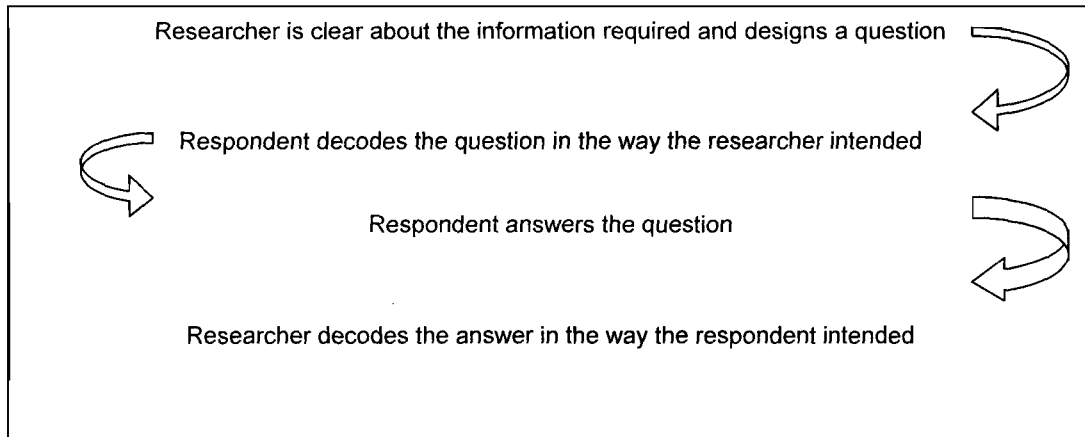 Researcher is clear about the information required and designs a question
Respondent decodes the question in the way the researcher intended
Respondent answers the question
Researcher decodes the answer in the way the respondent intended